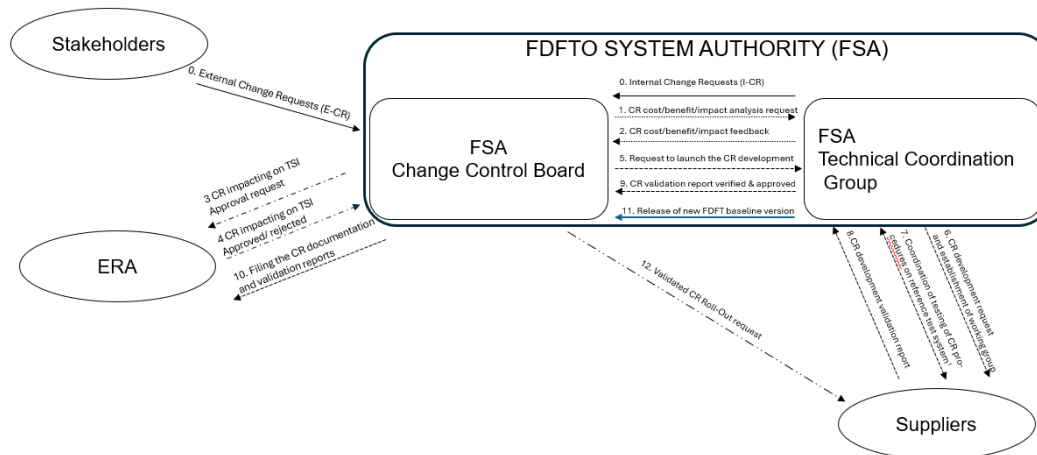 Stakeholders
FDFTO SYSTEM AUTHORITY (FSA)
0. External Change Requests (E-CR)
0. Internal Change Requests (I-CR)
1. CR cost/benefit/impact analysis request
2. CR cost/benefit/impact feedback
5. Request to launch the CR development
9. CR validation report verified & approved
11. Release of new FDFT baseline version
FSA
Change Control Board
FSA
Technical Coordination
Group
3 CR impacting on TSI
Approval request
4 CR impacting on TSI
Approved/ rejected
10. Filing the CR documentation
and validation reports
ERA
12. Validated CR Roll-Out request
8.CR development validation report
7. Coordination of testing of CR pro-
cedures on reference test system'
6. CR development request
and establishment of working group
Suppliers